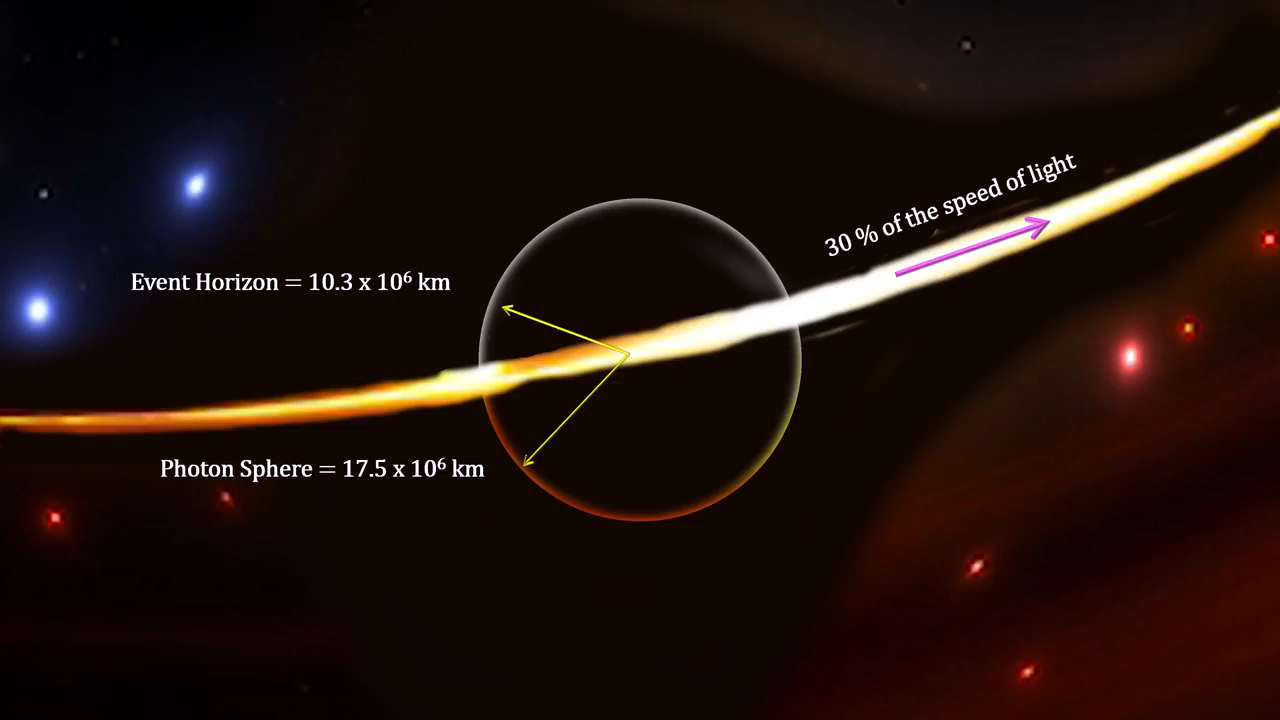 30 % of the speed of light
Event Horizon = 10.3 x 10⁶ km
Photon Sphere = 17.5 x 10⁶ km